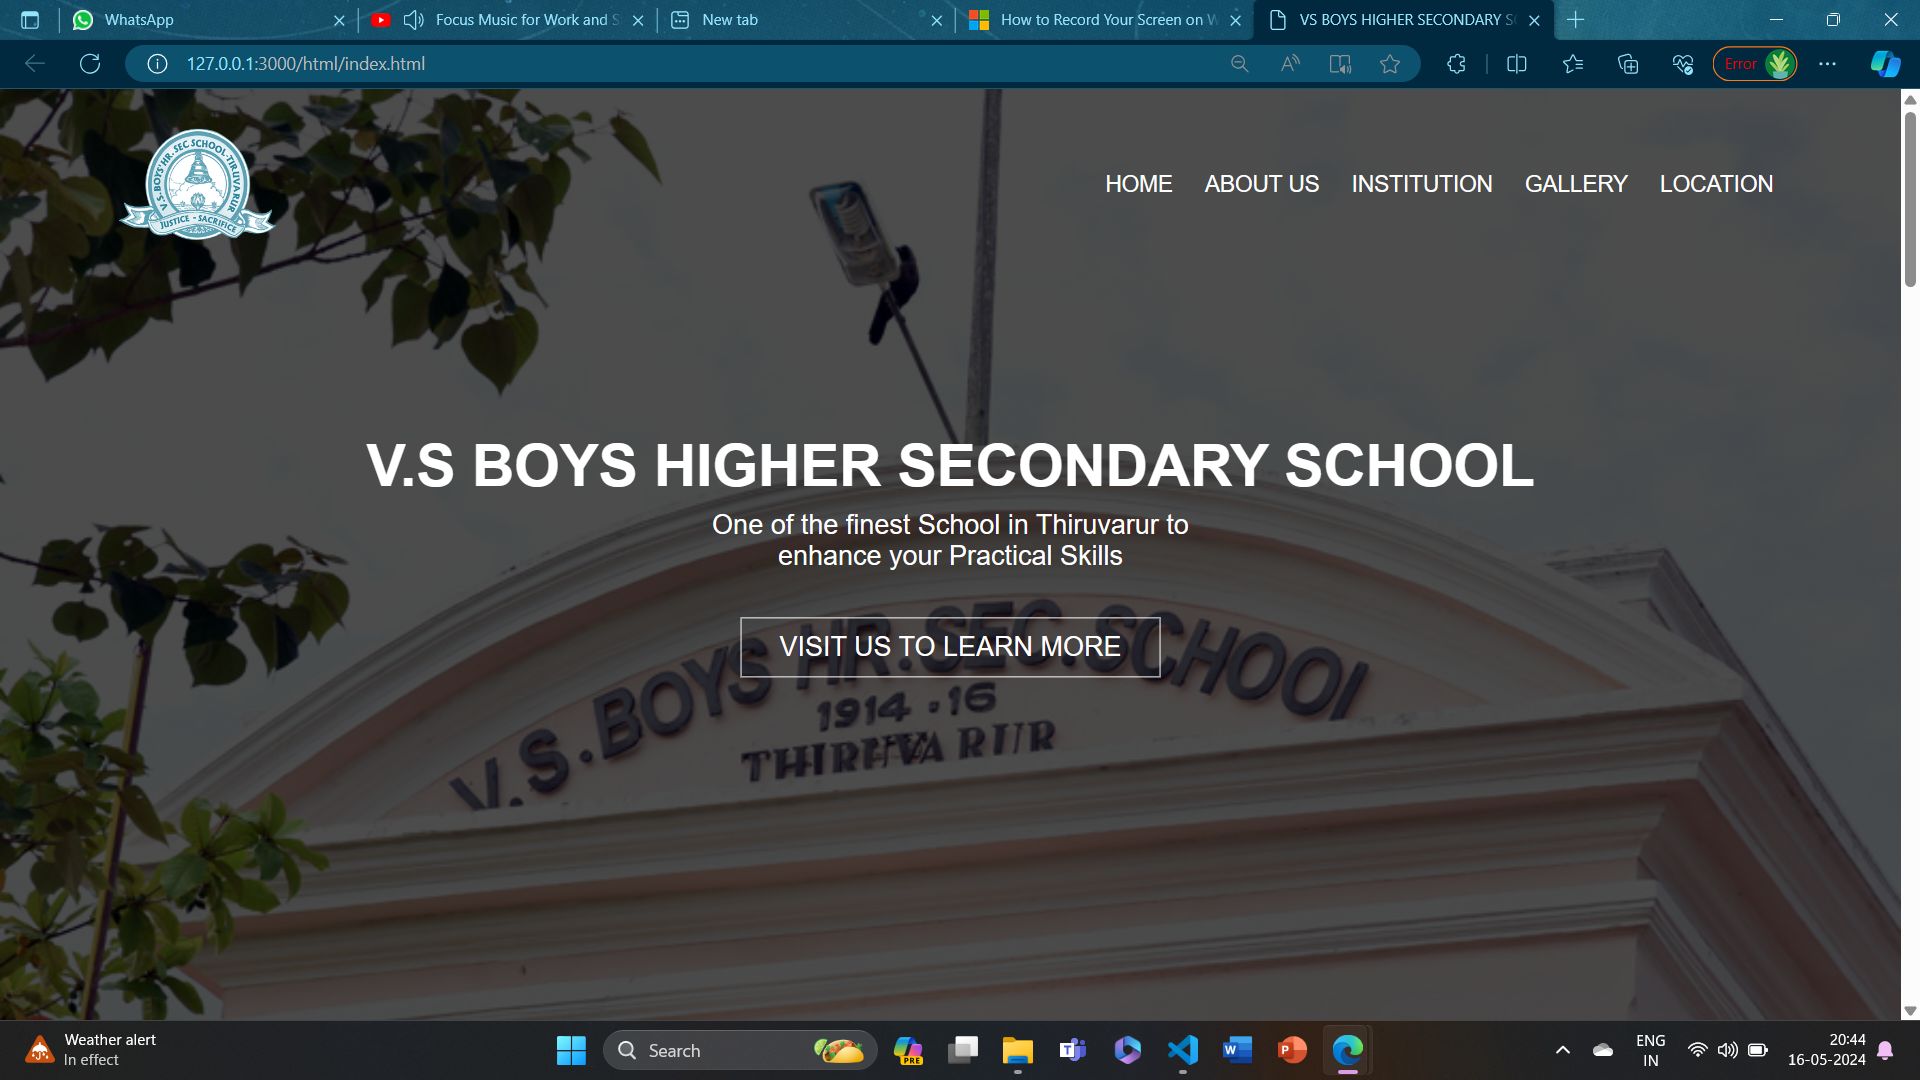 WhatsApp
Focus Music for Work and S
New tab
How to Record Your Screen on W
VS BOYS HIGHER SECONDARY S
127.0.0.1:3000/html/index.html
Error
V.S.BOYS' HR.SEC SCHOOL-TIRUVARUR
JUSTICE - SACRIFICE
HOME ABOUT US INSTITUTION GALLERY LOCATION
V.S BOYS HIGHER SECONDARY SCHOOL
One of the finest School in Thiruvarur to
enhance your Practical Skills
VISIT US TO LEARN MORE
V.S.BOYS HR.SEC.SCHOOL
1914.16
THIRUVARUR
Weather alert
In effect
Search
PRE
ENG
IN
20:44
16-05-2024